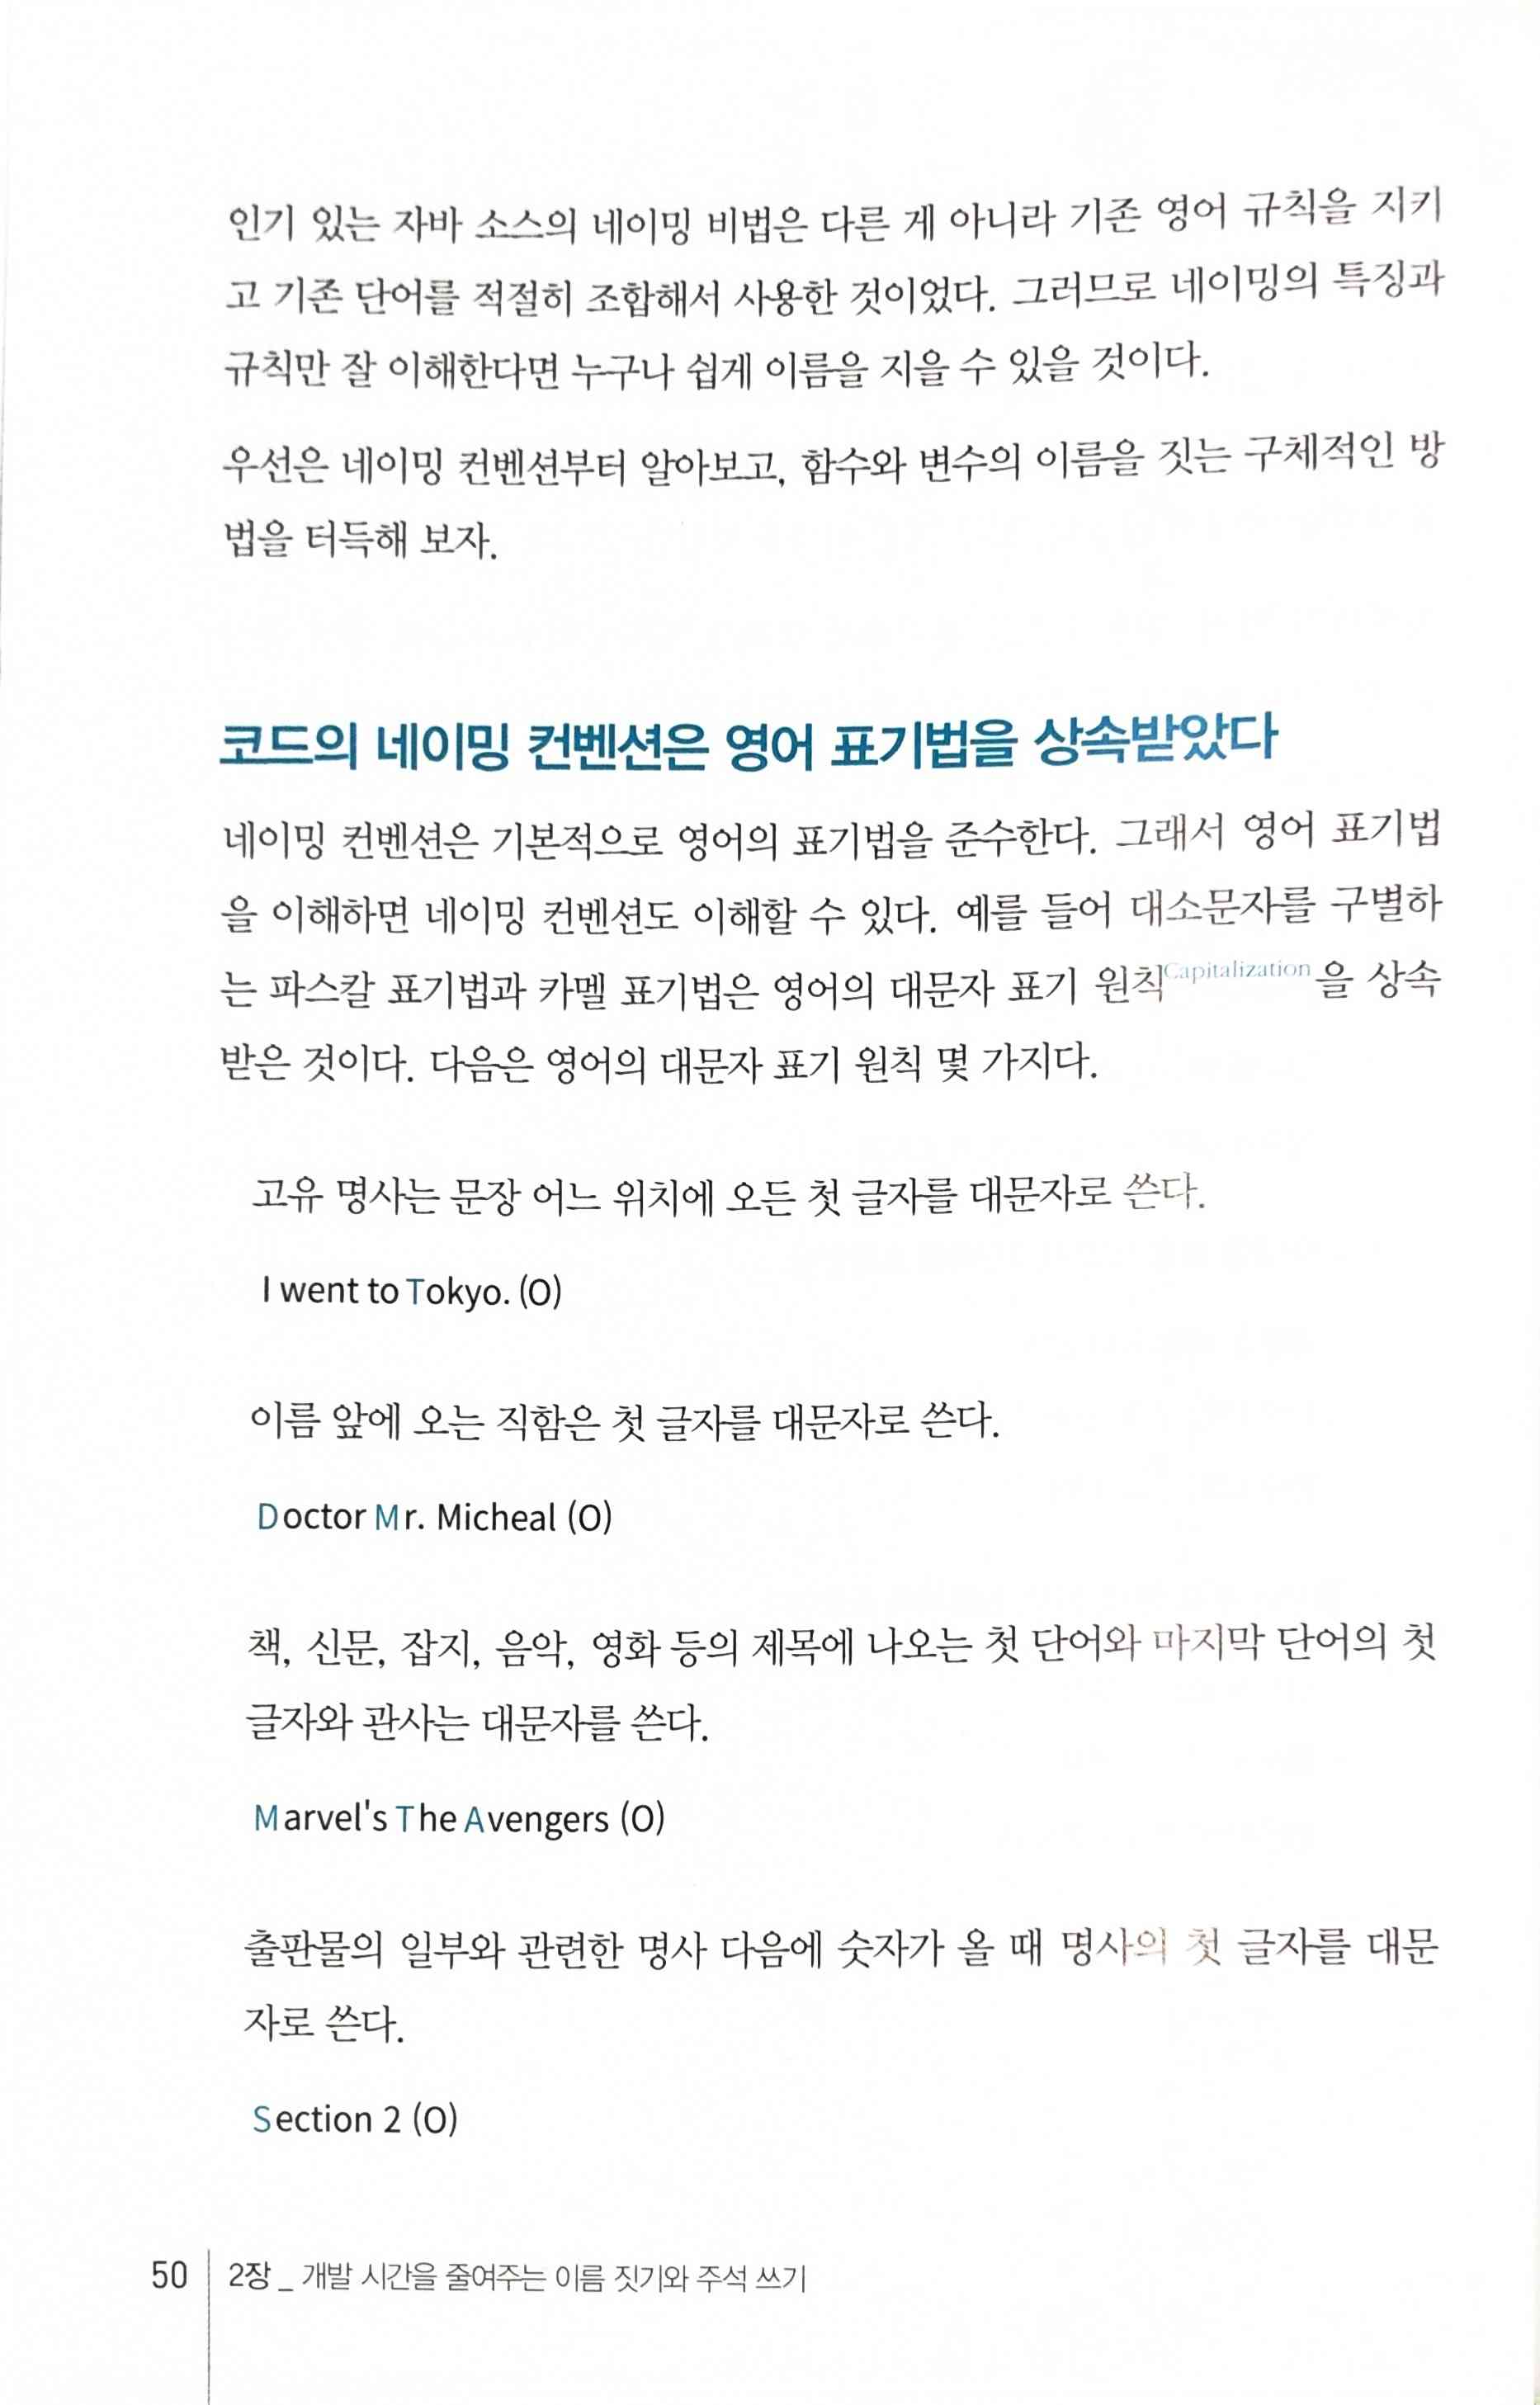 인기 있는 자바 소스의 네이밍 비법은 다른 게 아니라 기존 영어 규칙을 지키
고 기존 단어를 적절히 조합해서 사용한 것이었다. 그러므로 네이밍의 특징과
규칙만 잘 이해한다면 누구나 쉽게 이름을 지을 수 있을 것이다.
우선은 네이밍 컨벤션부터 알아보고, 함수와 변수의 이름을 짓는 구체적인 방
법을 터득해 보자.
코드의 네이밍 컨벤션은 영어 표기법을 상속받았다
네이밍 컨벤션은 기본적으로 영어의 표기법을 준수한다. 그래서 영어 표기법
을 이해하면 네이밍 컨벤션도 이해할 수 있다. 예를 들어 대소문자를 구별하
는 파스칼 표기법과 카멜 표기법은 영어의 대문자 표기 원칙Capitalization을 상속
받은 것이다. 다음은 영어의 대문자 표기 원칙 몇 가지다.
고유 명사는 문장 어느 위치에 오든 첫 글자를 대문자로 쓴다.
I went to Tokyo. (O)
이름 앞에 오는 직함은 첫 글자를 대문자로 쓴다.
Doctor Mr. Micheal (O)
책, 신문, 잡지, 음악, 영화 등의 제목에 나오는 첫 단어와 마지막 단어의 첫
글자와 관사는 대문자를 쓴다.
Marvel's The Avengers (O)
출판물의 일부와 관련한 명사 다음에 숫자가 올 때 명사의 첫 글자를 대문
자로 쓴다.
Section 2 (O)
50 2장 _ 개발 시간을 줄여주는 이름 짓기와 주석 쓰기